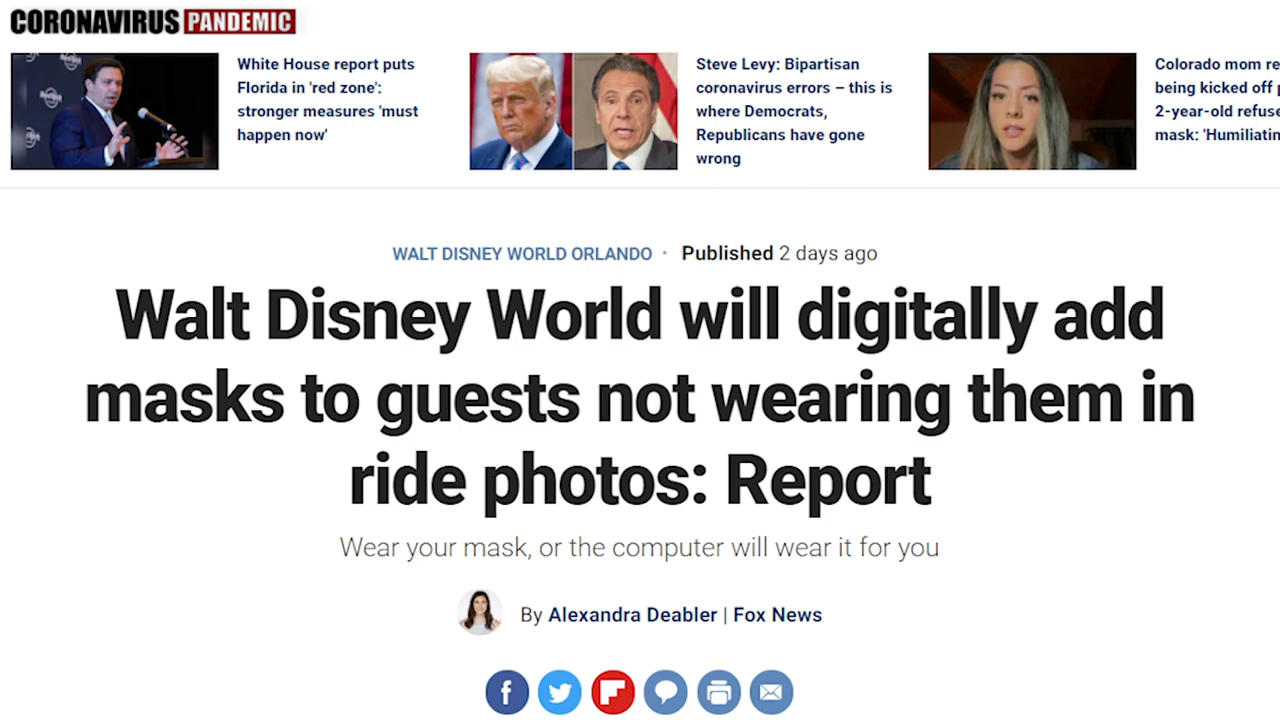 CORONAVIRUS PANDEMIC
White House report puts
Florida in 'red zone':
stronger measures 'must
happen now'
Steve Levy: Bipartisan
coronavirus errors – this is
where Democrats,
Republicans have gone
wrong
Colorado mom
being kicked off
2-year-old
mask:
WALT DISNEY WORLD ORLANDO · Published 2 days ago
Walt Disney World will digitally add
masks to guests not wearing them in
ride photos: Report
Wear your mask, or the computer will wear it for you
By Alexandra Deabler | Fox News